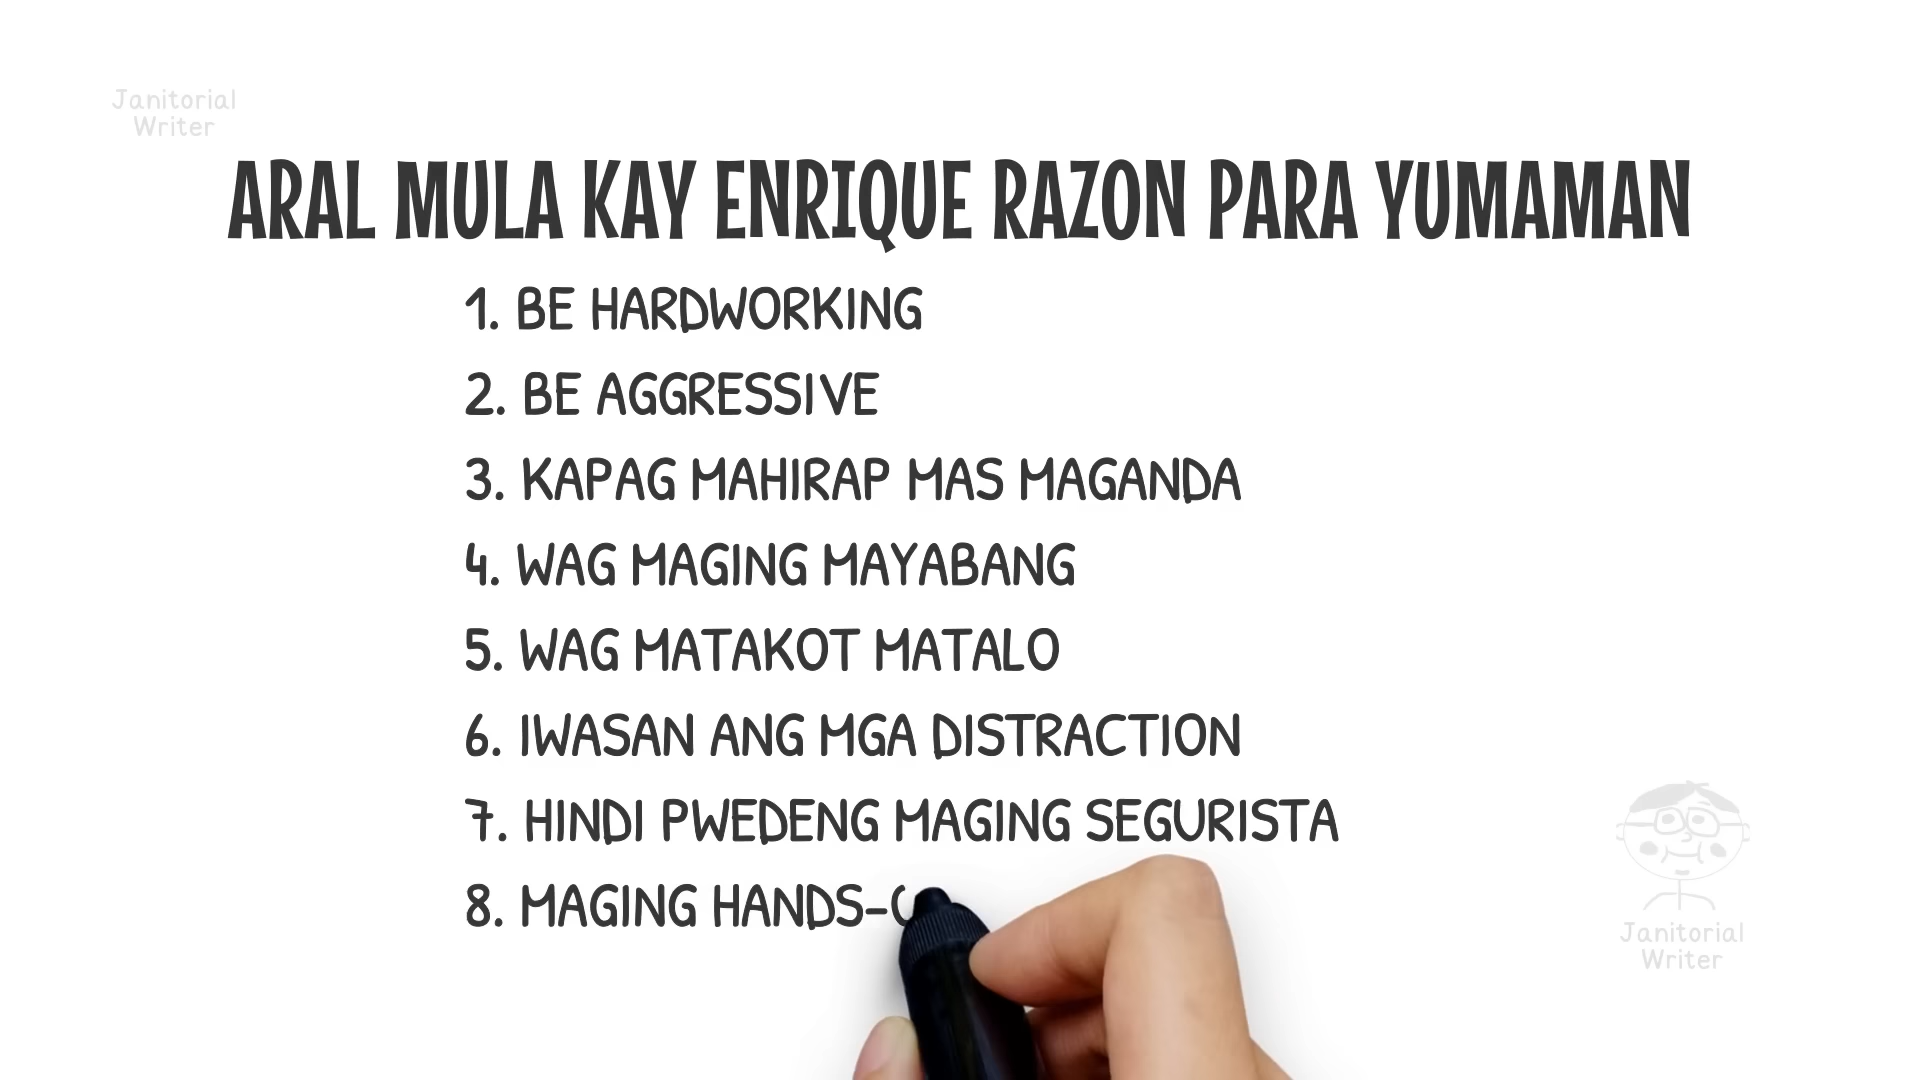 Janitorial
Writer
ARAL MULA KAY ENRIQUE RAZON PARA YUMAMAN
1. BE HARDWORKING
2. BE AGGRESSIVE
3. KAPAG MAHIRAP MAS MAGANDA
4. WAG MAGING MAYABANG
5. WAG MATAKOT MATALO
6. IWASAN ANG MGA DISTRACTION
7. HINDI PWEDENG MAGING SEGURISTA
8. MAGING HANDS-
Janitorial
Writer